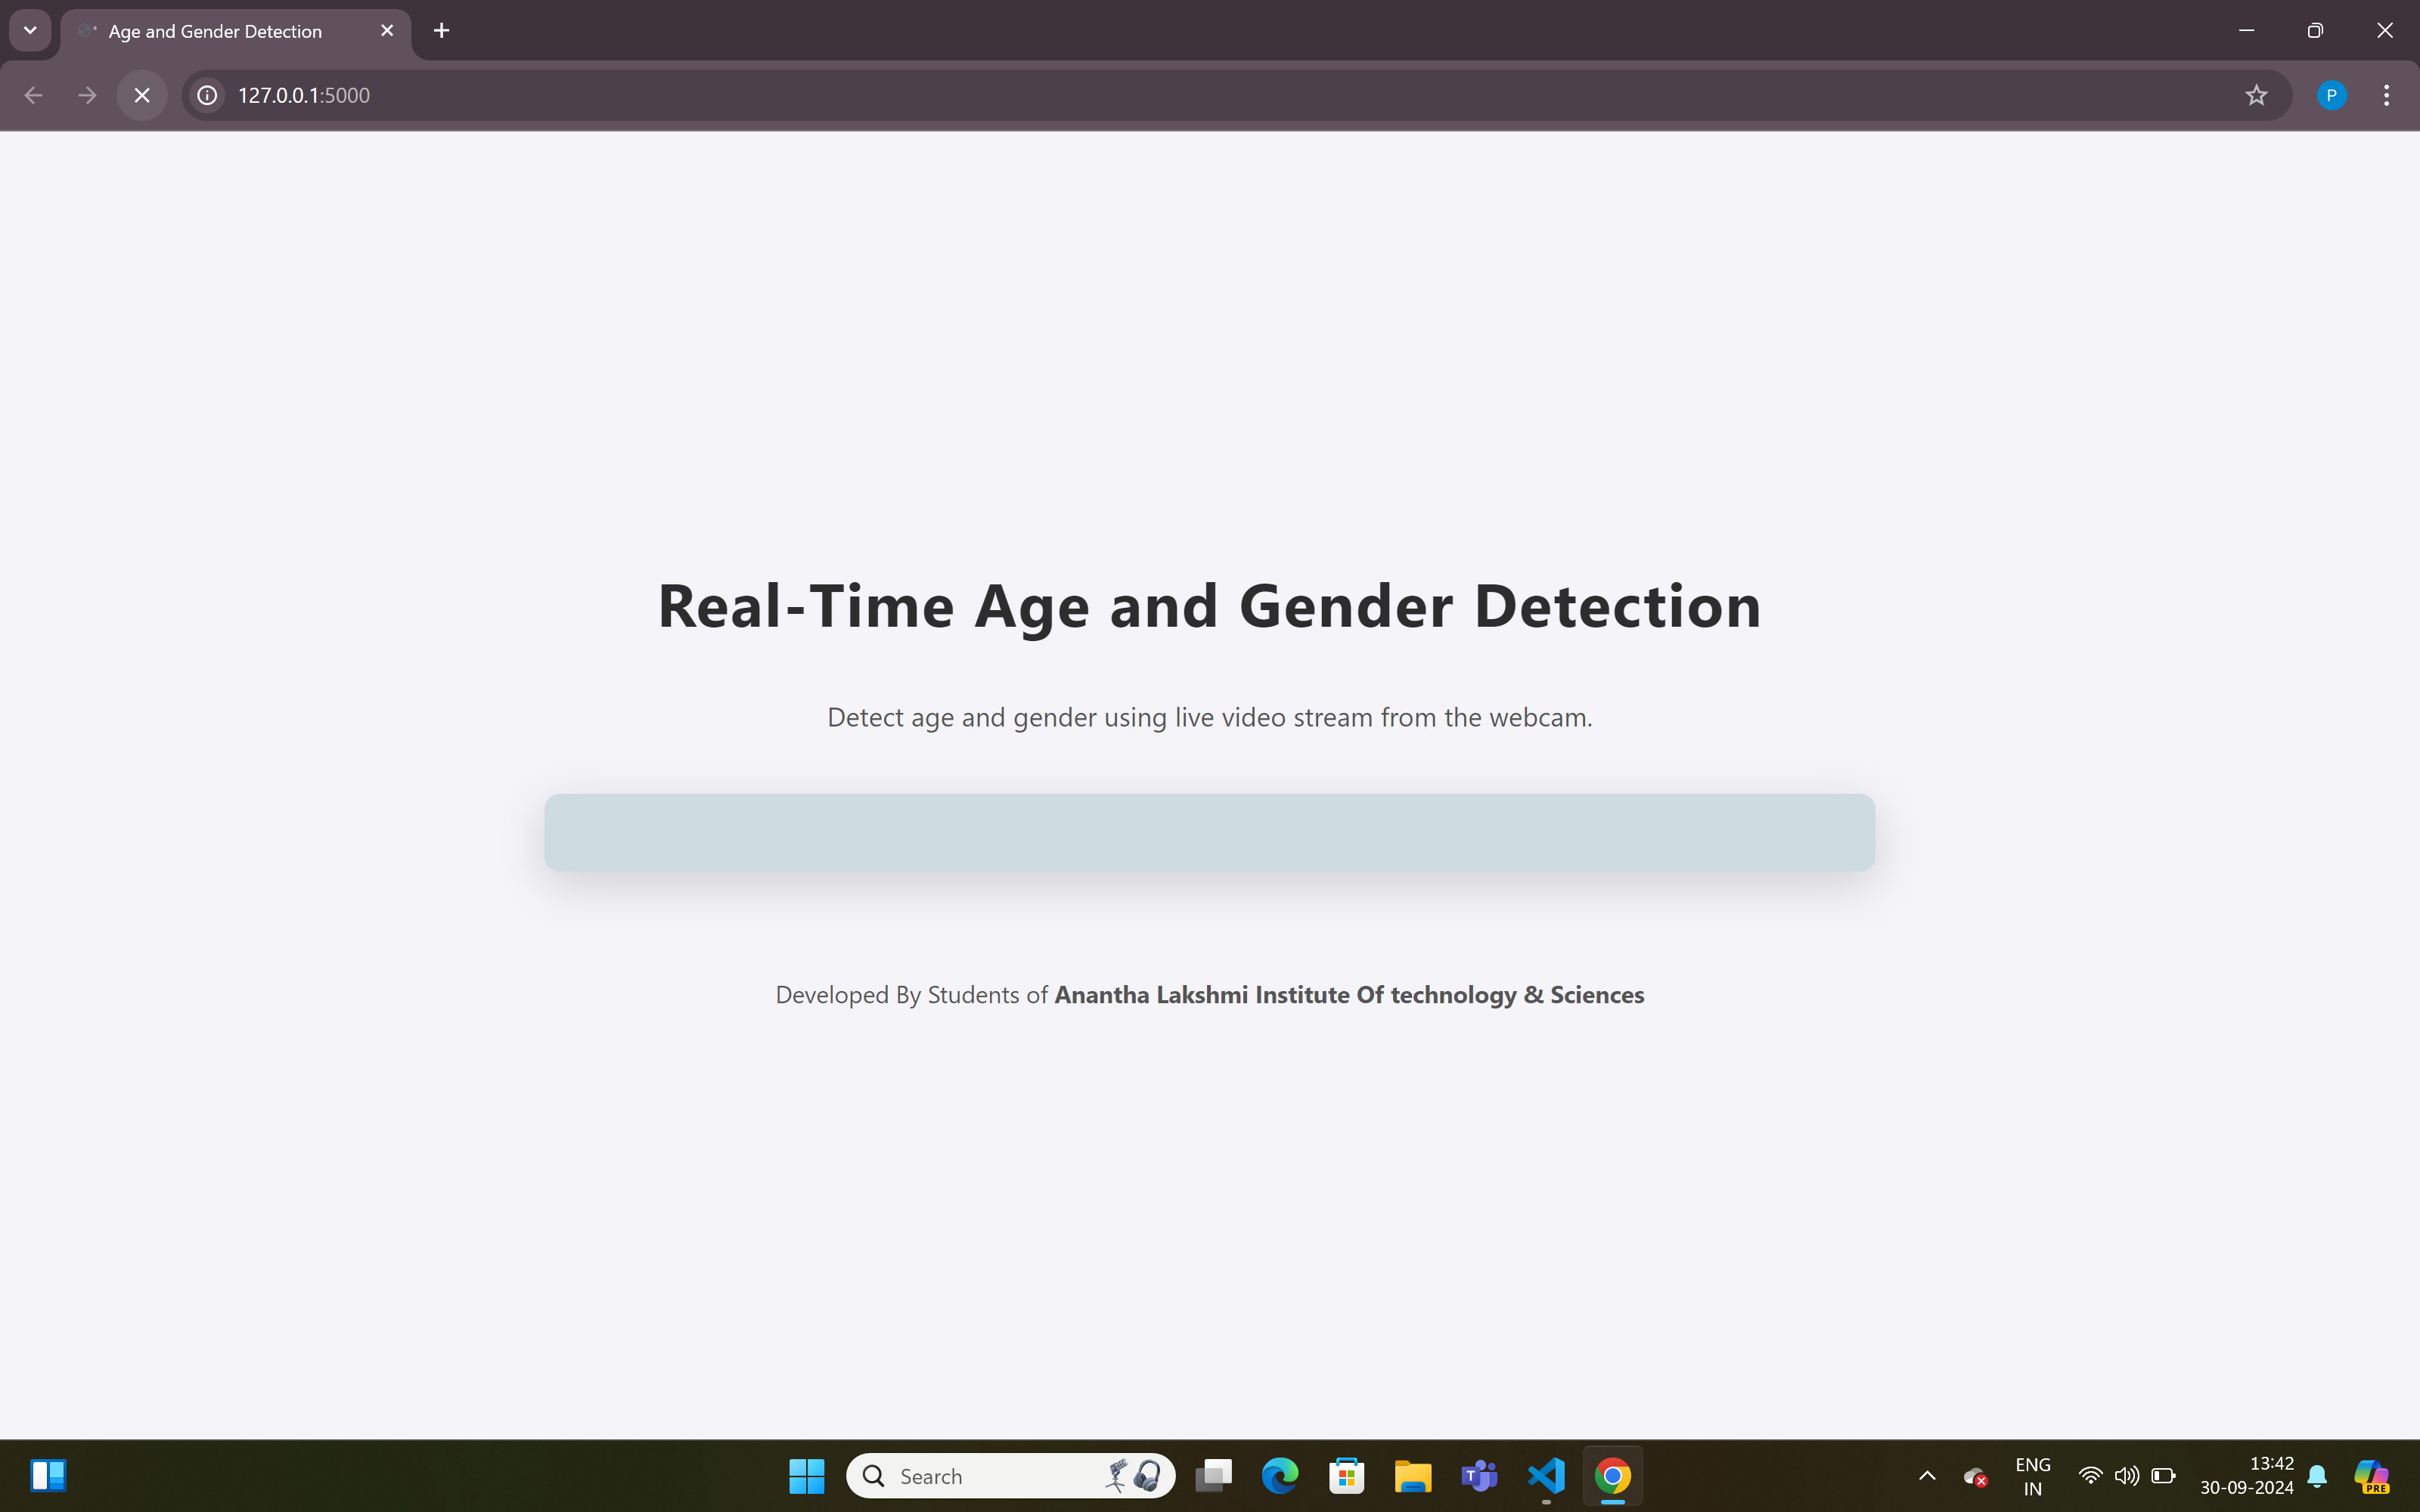 Age and Gender Detection
127.0.0.1:5000
P
Real-Time Age and Gender Detection
Detect age and gender using live video stream from the webcam.
Developed By Students of Anantha Lakshmi Institute Of technology & Sciences
Search
T
ENG
IN
13:42
30-09-2024
PRE